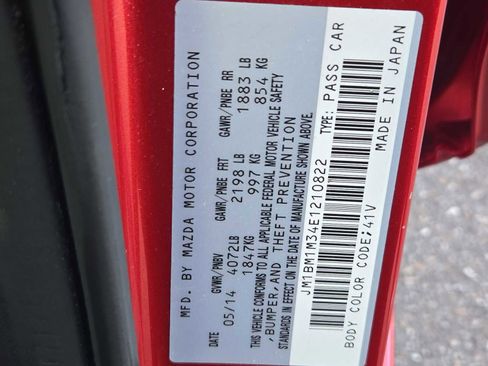 MFD. BY MAZDA MOTOR CORPORATION
DATE GVWR/PNBV GAWR/PNBE FRT GAWR/PNBE RR
05/14 4072LB 2198 LB 1883 LB
1847KG 997 KG 854 KG
THIS VEHICLE CONFORMS TO ALL APPLICABLE FEDERAL MOTOR VEHICLE SAFETY
,BUMPER,AND THEFT PREVENTION
STANDARDS IN EFFECT ON THE DATE OF MANUFACTURE SHOWN ABOVE.
JM1BM1M34E1210822 TYPE: PASS CAR
BODY COLOR CODE;41V MADE IN JAPAN